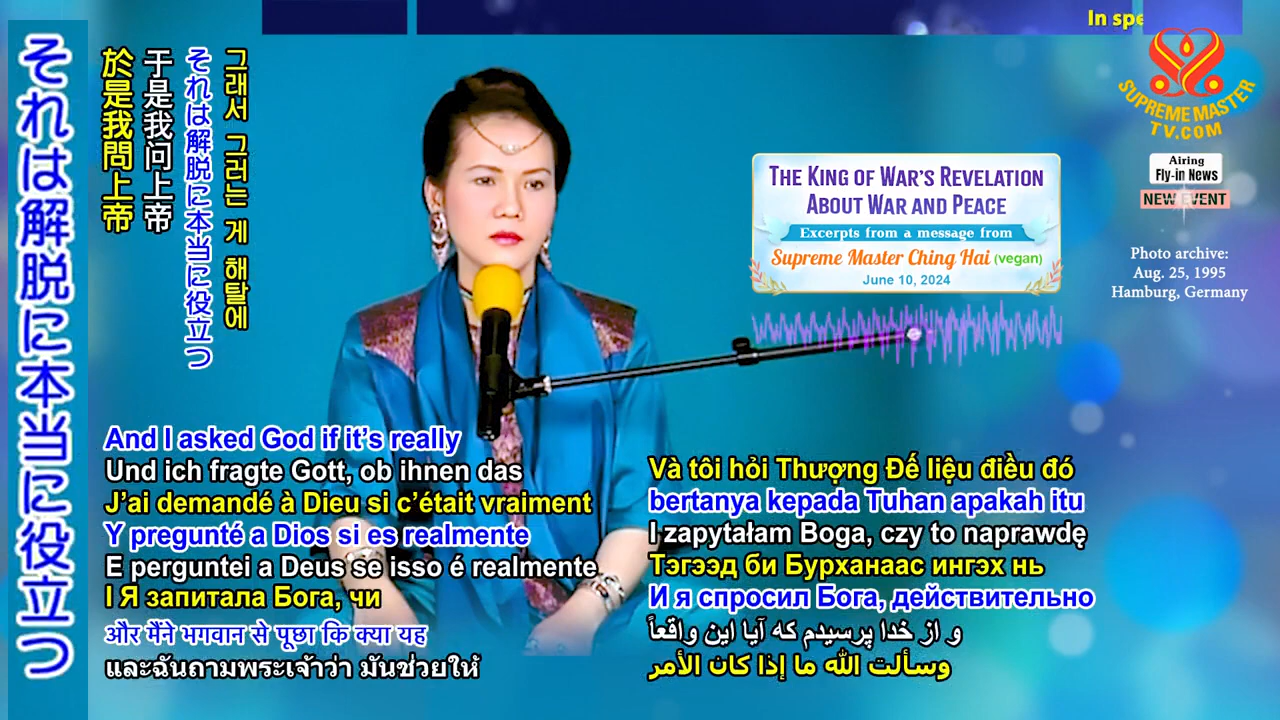 In spe
SUPREME MASTER
TV.COM
Airing
Fly-in News
NEW EVENT
Photo archive:
Aug. 25, 1995
Hamburg, Germany
THE KING OF WAR'S REVELATION
ABOUT WAR AND PEACE
Excerpts from a message from
Supreme Master Ching Hai (vegan)
June 10, 2024
それは解脱に本当に役立つ
於是我問上帝
于是我问上帝
それは解脱に本当に役立つ
그래서 그러는 게 해탈에
And I asked God if it's really
Und ich fragte Gott, ob ihnen das
J'ai demandé à Dieu si c'était vraiment
Y pregunté a Dios si es realmente
E perguntei a Deus se isso é realmente
І Я запитала Бога, чи
और मैंने भगवान से पूछा कि क्या यह
และฉันถามพระเจ้าว่า มันช่วยให้
Và tôi hỏi Thượng Đế liệu điều đó
bertanya kepada Tuhan apakah itu
I zapytałam Boga, czy to naprawdę
Тэгээд би Бурханаас ингэх нь
И я спросил Бога, действительно
و از خدا پرسیدم که آیا این واقعاً
وسألت الله ما إذا كان الأمر